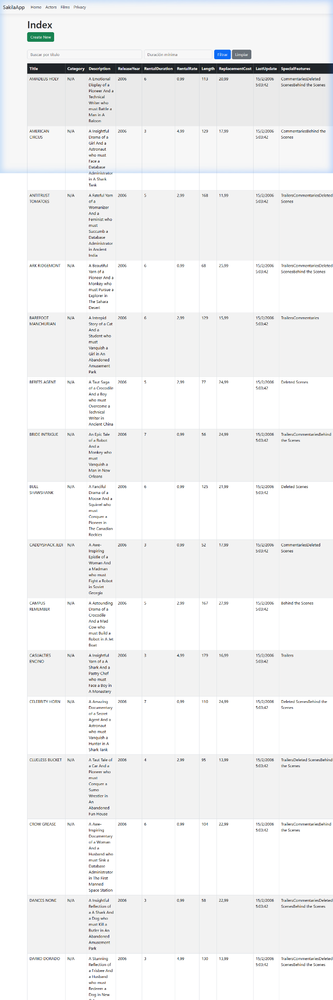 SakilaApp Home Actors Films Privacy
Index
Create New
Buscar por título Duración mínima Filtrar Limpiar
Title Category Description ReleaseYear RentalDuration RentalRate Length ReplacementCost LastUpdate SpecialFeatures
AMADEUS HOLY N/A A Emotional 2006 6 0,99 113 20,99 15/2/2006 CommentariesDeleted
Display of a 5:03:42 ScenesBehind the Scenes
Pioneer And a
Technical
Writer who
must Battle a
Man in A
Baloon
AMERICAN N/A A Insightful 2006 3 4,99 129 17,99 15/2/2006 CommentariesBehind the
CIRCUS Drama of a 5:03:42 Scenes
Girl And a
Astronaut
who must
Face a
Database
Administrator
in A Shark
Tank
ANTITRUST N/A A Fateful Yarn 2006 5 2,99 168 11,99 15/2/2006 TrailersCommentariesDeleted
TOMATOES of a 5:03:42 Scenes
Womanizer
And a
Feminist who
must
Succumb a
Database
Administrator
in Ancient
India
ARK RIDGEMONT N/A A Beautiful 2006 6 0,99 68 25,99 15/2/2006 TrailersCommentariesDeleted
Yarn of a 5:03:42 ScenesBehind the Scenes
Pioneer And a
Monkey who
must Pursue a
Explorer in
The Sahara
Desert
BAREFOOT N/A A Intrepid 2006 6 2,99 129 15,99 15/2/2006 TrailersCommentaries
MANCHURIAN Story of a Cat 5:03:42
And a
Student who
must
Vanquish a
Girl in An
Abandoned
Amusement
Park
BERETS AGENT N/A A Taut Saga 2006 5 2,99 77 24,99 15/2/2006 Deleted Scenes
of a Crocodile 5:03:42
And a Boy
who must
Overcome a
Technical
Writer in
Ancient China
BRIDE INTRIGUE N/A An Epic Tale 2006 7 0,99 56 24,99 15/2/2006 TrailersCommentariesBehind
of a Robot 5:03:42 the Scenes
And a
Monkey who
must
Vanquish a
Man in New
Orleans
BULL N/A A Fanciful 2006 6 0,99 125 21,99 15/2/2006 Deleted Scenes
SHAWSHANK Drama of a 5:03:42
Moose And a
Squirrel who
must
Conquer a
Pioneer in
The Canadian
Rockies
CADDYSHACK JEDI N/A A Awe- 2006 3 0,99 52 17,99 15/2/2006 CommentariesDeleted
Inspiring 5:03:42 Scenes
Epistle of a
Woman And
a Madman
who must
Fight a Robot
in Soviet
Georgia
CAMPUS N/A A Astounding 2006 5 2,99 167 27,99 15/2/2006 Behind the Scenes
REMEMBER Drama of a 5:03:42
Crocodile
And a Mad
Cow who
must Build a
Robot in A Jet
Boat
CASUALTIES N/A A Insightful 2006 3 4,99 179 16,99 15/2/2006 Trailers
ENCINO Yarn of a A 5:03:42
Shark And a
Pastry Chef
who must
Face a Boy in
A Monastery
CELEBRITY HORN N/A A Amazing 2006 7 0,99 110 24,99 15/2/2006 Deleted ScenesBehind the
Documentary 5:03:42 Scenes
of a Secret
Agent And a
Astronaut
who must
Vanquish a
Hunter in A
Shark Tank
CLUELESS BUCKET N/A A Taut Tale of 2006 4 2,99 95 13,99 15/2/2006 TrailersDeleted ScenesBehind
a Car And a 5:03:42 the Scenes
Pioneer who
must
Conquer a
Sumo
Wrestler in
An
Abandoned
Fun House
CROW GREASE N/A A Awe- 2006 6 0,99 104 22,99 15/2/2006 TrailersCommentariesBehind
Inspiring 5:03:42 the Scenes
Documentary
of a Woman
And a
Husband who
must Sink a
Database
Administrator
in The First
Manned
Space Station
DANCES NONE N/A A Insightful 2006 3 0,99 58 22,99 15/2/2006 TrailersCommentariesDeleted
Reflection of 5:03:42 ScenesBehind the Scenes
a A Shark And
a Dog who
must Kill a
Butler in An
Abandoned
Amusement
Park
DARKO DORADO N/A A Stunning 2006 3 4,99 130 13,99 15/2/2006 TrailersCommentariesDeleted
Reflection of 5:03:42 ScenesBehind the Scenes
a Frisbee And
a Husband
who must
Redeem a
Dog in New